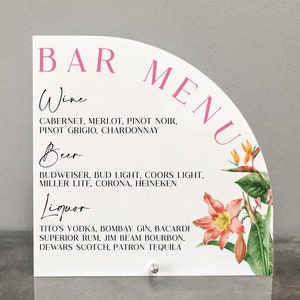 BAR MENU
Wine
CABERNET, MERLOT, PINOT NOIR,
PINOT GRIGIO, CHARDONNAY
Beer
BUDWEISER, BUD LIGHT, COORS LIGHT,
MILLER LITE, CORONA, HEINEKEN
Liquor
TITO'S VODKA, BOMBAY GIN, BACARDI
SUPERIOR RUM, JIM BEAM BOURBON,
DEWARS SCOTCH, PATRON TEQUILA